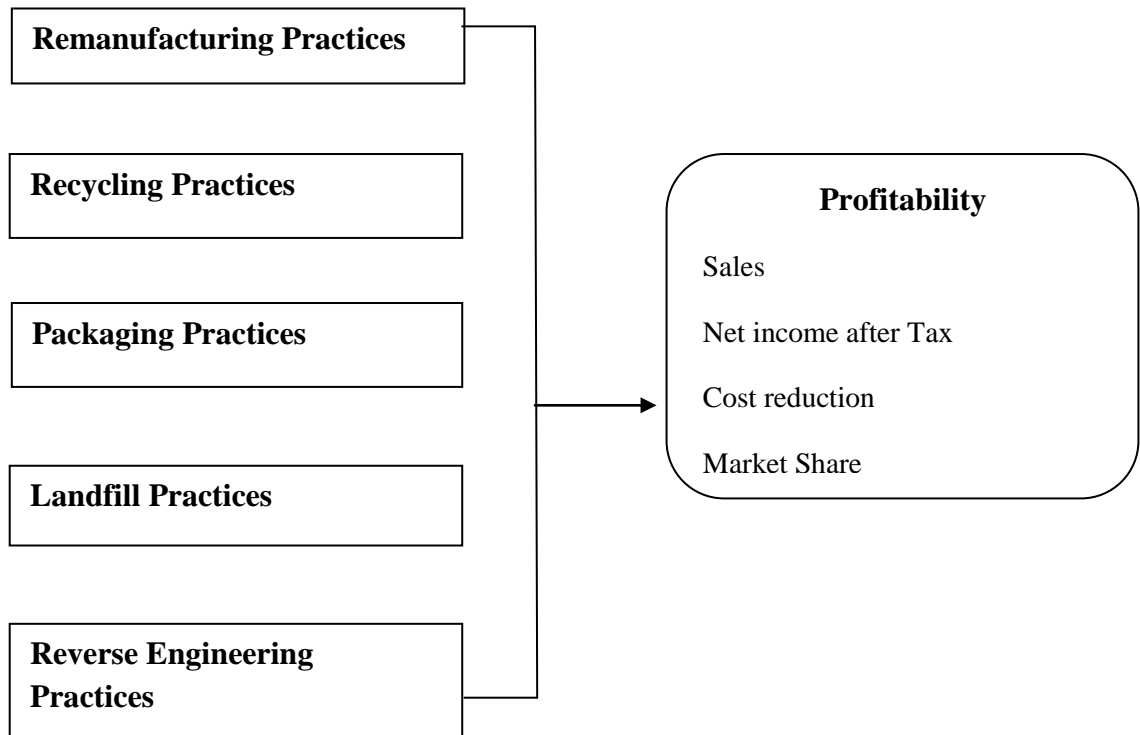 Remanufacturing Practices
Recycling Practices
Packaging Practices
Landfill Practices
Reverse Engineering
Practices
Profitability
Sales
Net income after Tax
Cost reduction
Market Share